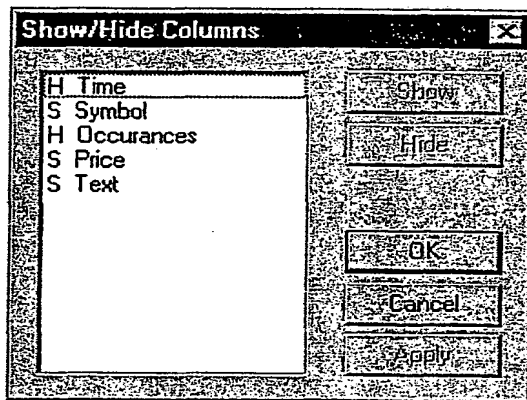 Show/Hide Columns
H Time
S Symbol
H Occurances
S Price
S Text
Show
Hide
OK
Cancel
Apply